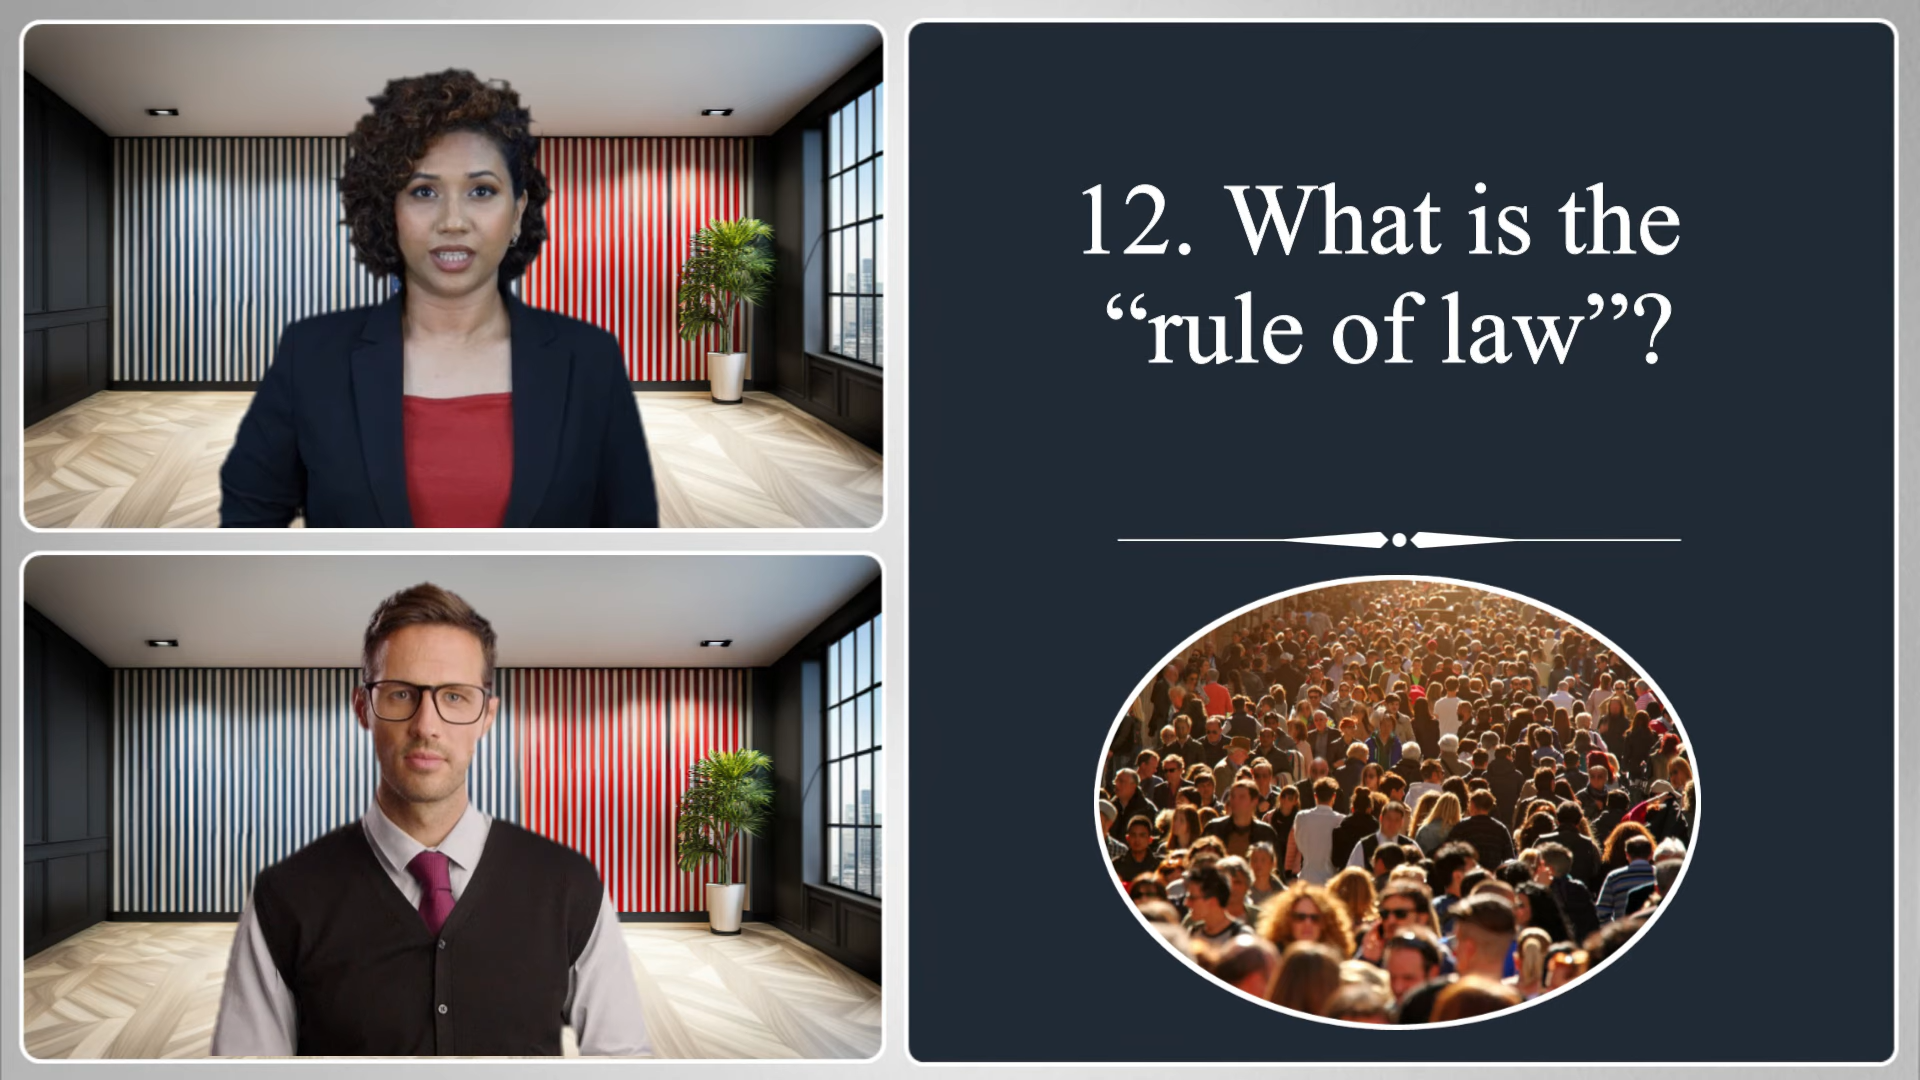 12. What is the
“rule of law”?